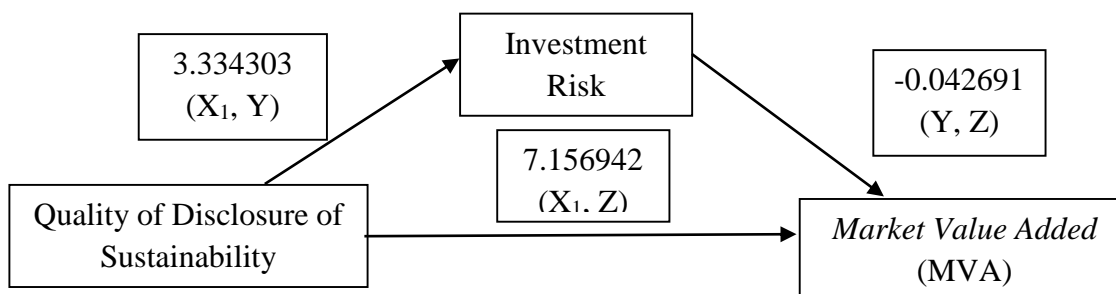 3.334303
(X₁, Y)
Investment
Risk
-0.042691
(Y, Z)
7.156942
(X₁, Z)
Quality of Disclosure of
Sustainability
Market Value Added
(MVA)